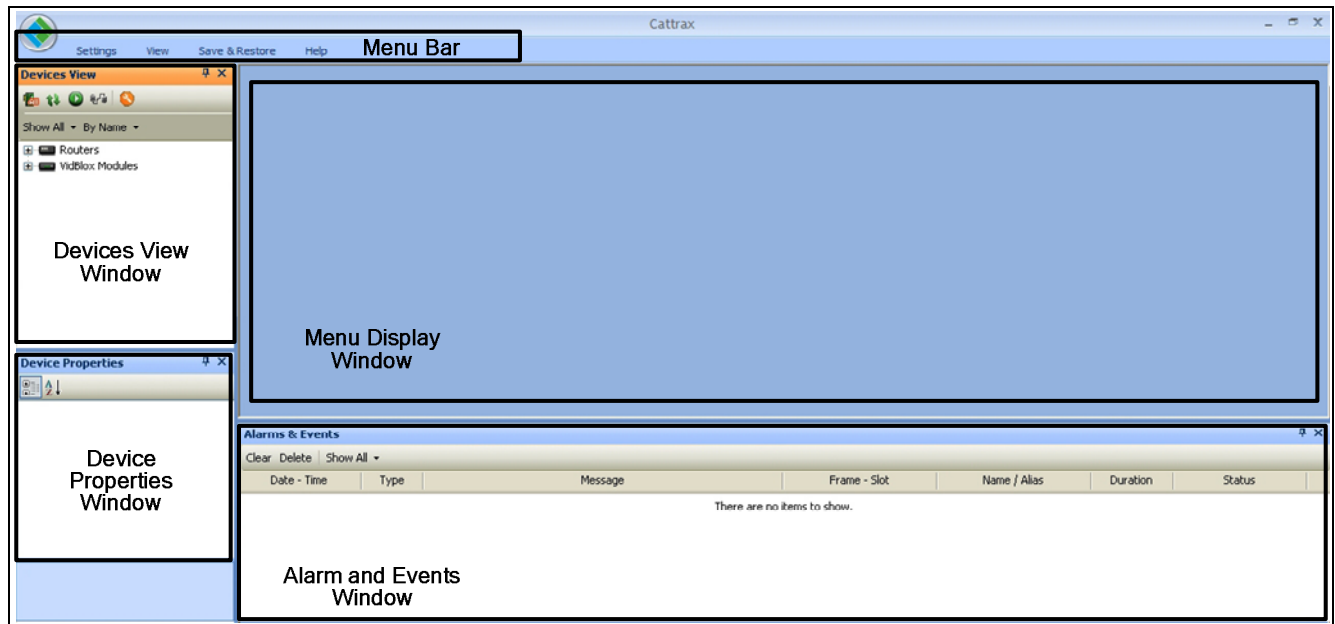 Cattrax
Settings View Save & Restore Help
Menu Bar
Devices View
Show All By Name
Routers
VidBlox Modules
Devices View
Window
Menu Display
Window
Device Properties
Device
Properties
Window
Alarms & Events
Clear Delete Show All
Date - Time Type Message Frame - Slot Name / Alias Duration Status
There are no items to show.
Alarm and Events
Window